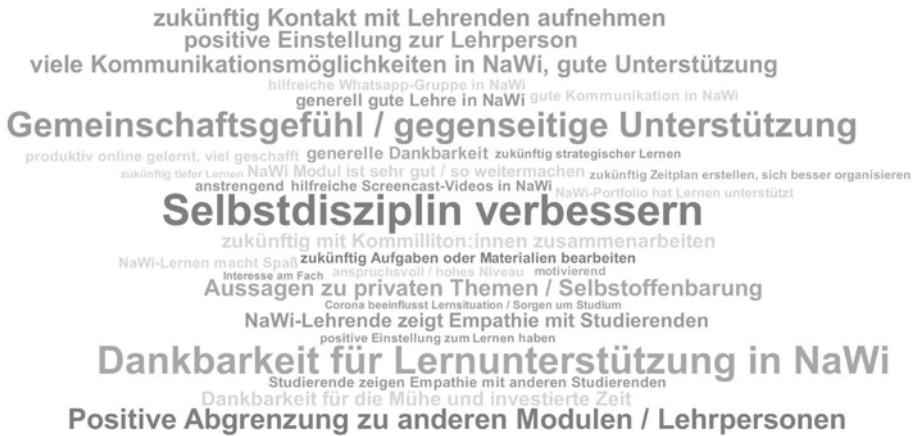 zukünftig Kontakt mit Lehrenden aufnehmen
positive Einstellung zur Lehrperson
viele Kommunikationsmöglichkeiten in NaWi, gute Unterstützung
hilfreiche Whatsapp-Gruppe in NaWi
generell gute Lehre in NaWi gute Kommunikation in NaWi
Gemeinschaftsgefühl / gegenseitige Unterstützung
produktiv online gelernt, viel geschafft generelle Dankbarkeit zukünftig strategischer Lernen
zukünftig tiefer Lernen NaWi Modul ist sehr gut / so weitermachen zukünftig Zeitplan erstellen, sich besser organisieren
anstrengend hilfreiche Screencast-Videos in NaWi NaWi-Portfolio hat Lernen unterstützt
Selbstdisziplin verbessern
zukünftig mit Kommilliton:innen zusammenarbeiten
NaWi-Lernen macht Spaß zukünftig Aufgaben oder Materialien bearbeiten
Interesse am Fach anspruchsvoll / hohes Niveau motivierend
Aussagen zu privaten Themen / Selbstoffenbarung
Corona beeinflusst Lernsituation / Sorgen um Studium
NaWi-Lehrende zeigt Empathie mit Studierenden
positive Einstellung zum Lernen haben
Dankbarkeit für Lernunterstützung in NaWi
Studierende zeigen Empathie mit anderen Studierenden
Dankbarkeit für die Mühe und investierte Zeit
Positive Abgrenzung zu anderen Modulen / Lehrpersonen